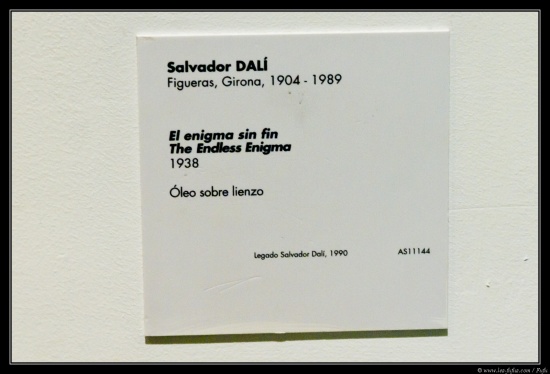 Salvador DALÍ
Figueras, Girona, 1904 - 1989
El enigma sin fin
The Endless Enigma
1938
Óleo sobre lienzo
Legado Salvador Dalí, 1990 AS11144